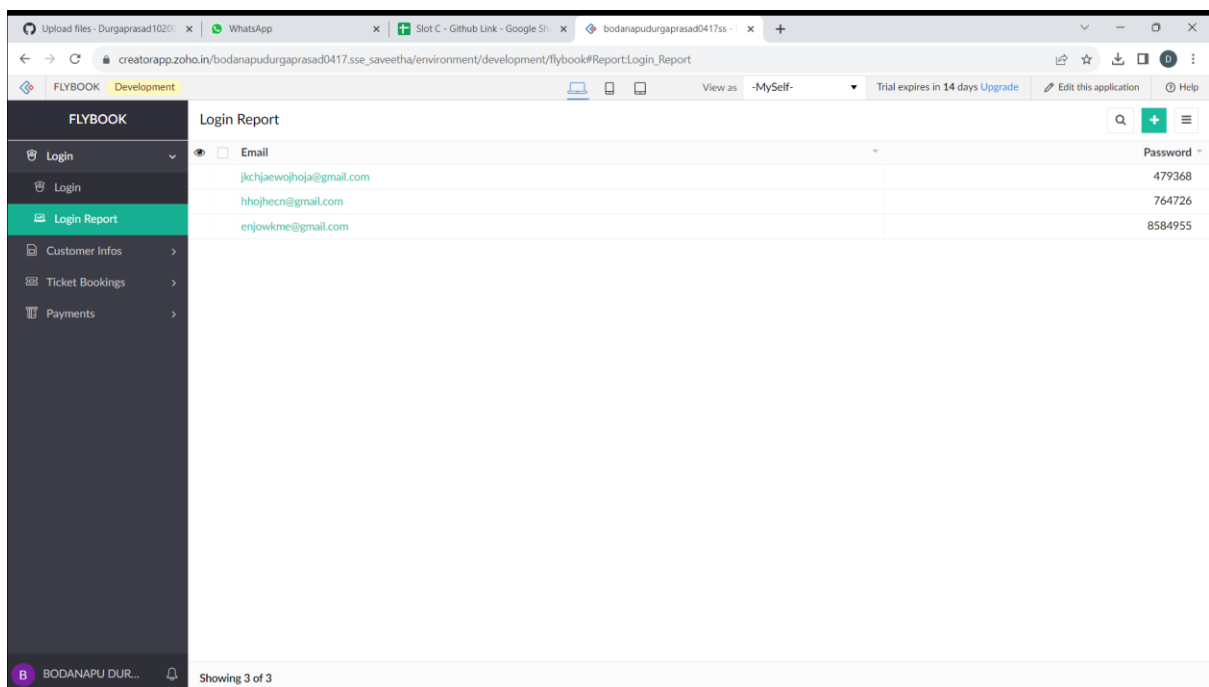 Upload files · Durgaprasad1020 WhatsApp Slot C - Github Link - Google She bodanapudurgaprasad0417ss -
creatorapp.zoho.in/bodanapudurgaprasad0417.sse_saveetha/environment/development/flybook#Report:Login_Report D
FLYBOOK Development View as -MySelf- Trial expires in 14 days Upgrade Edit this application Help
FLYBOOK Login Report
Login Email Password
jkchjaewojhoja@gmail.com 479368
Login
hhojhecn@gmail.com 764726
Login Report enjowkme@gmail.com 8584955
Customer Infos
Ticket Bookings
Payments
B BODANAPU DUR... Showing 3 of 3